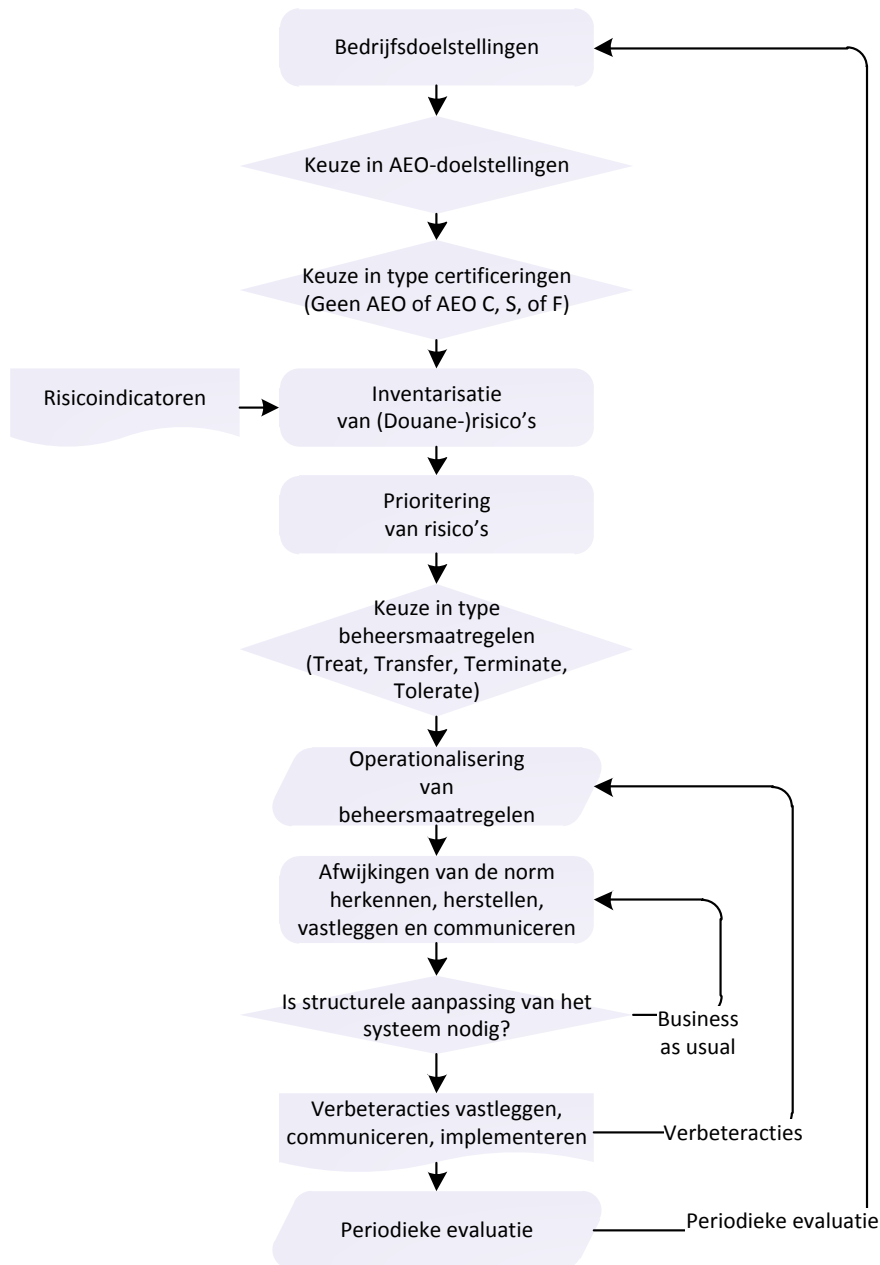 Bedrijfsdoelstellingen
Keuze in AEO-doelstellingen
Keuze in type certificeringen
(Geen AEO of AEO C, S, of F)
Risicoindicatoren
Inventarisatie
van (Douane-)risico’s
Prioritering
van risico’s
Keuze in type
beheersmaatregelen
(Treat, Transfer, Terminate,
Tolerate)
Operationalisering
van
beheersmaatregelen
Afwijkingen van de norm
herkennen, herstellen,
vastleggen en communiceren
Is structurele aanpassing van het
systeem nodig?
Business
as usual
Verbeteracties vastleggen,
communiceren, implementeren
Verbeteracties
Periodieke evaluatie
Periodieke evaluatie